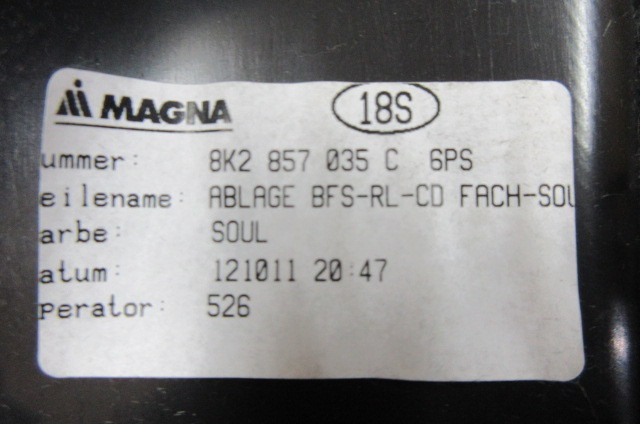 MAGNA 18S
ummer: 8K2 857 035 C 6PS
eilename: ABLAGE BFS-RL-CD FACH-SOU
arbe: SOUL
atum: 121011 20:47
perator: 526